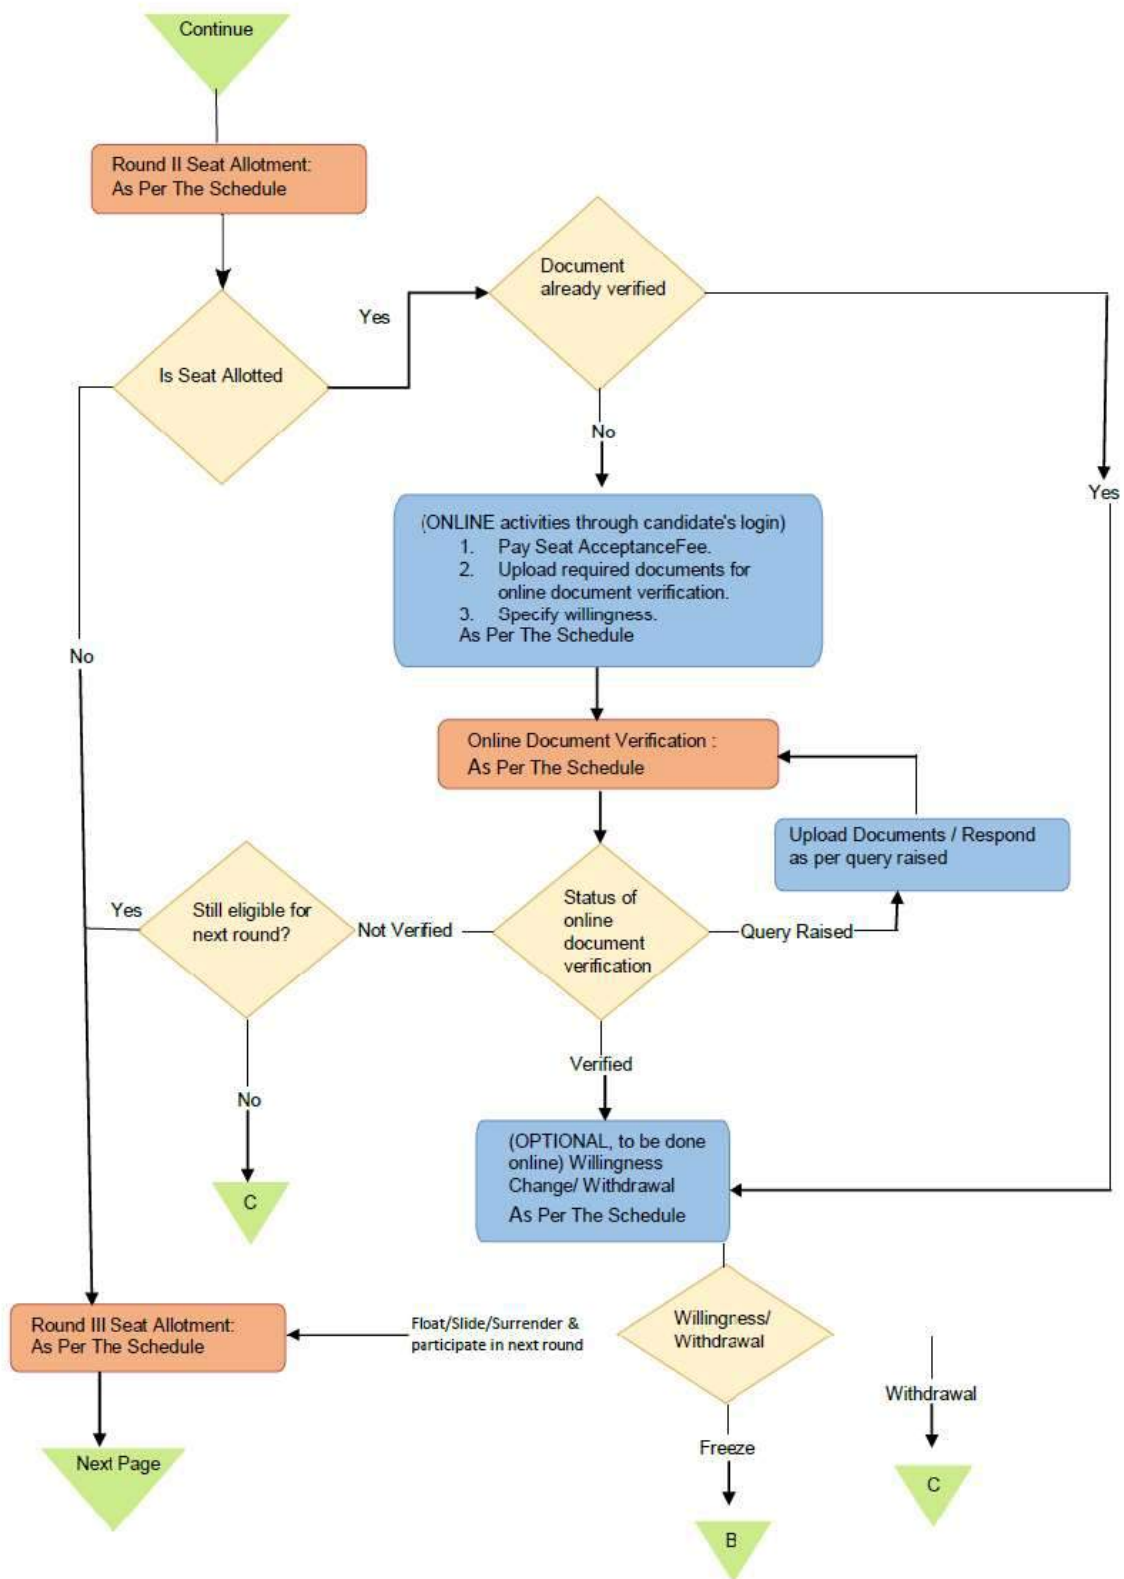 Continue
Round II Seat Allotment:
As Per The Schedule
Document
already verified
Yes
Is Seat Allotted
No
Yes
(ONLINE activities through candidate's login)
1. Pay Seat AcceptanceFee.
2. Upload required documents for
online document verification.
3. Specify willingness.
As Per The Schedule
No
Online Document Verification :
As Per The Schedule
Upload Documents / Respond
as per query raised
Yes
Still eligible for
next round?
Not Verified
Status of
online
document
verification
Query Raised
Verified
No
(OPTIONAL, to be done
online) Willingness
Change/ Withdrawal
As Per The Schedule
C
Round III Seat Allotment:
As Per The Schedule
Float/Slide/Surrender &
participate in next round
Willingness/
Withdrawal
Withdrawal
Freeze
Next Page
C
B